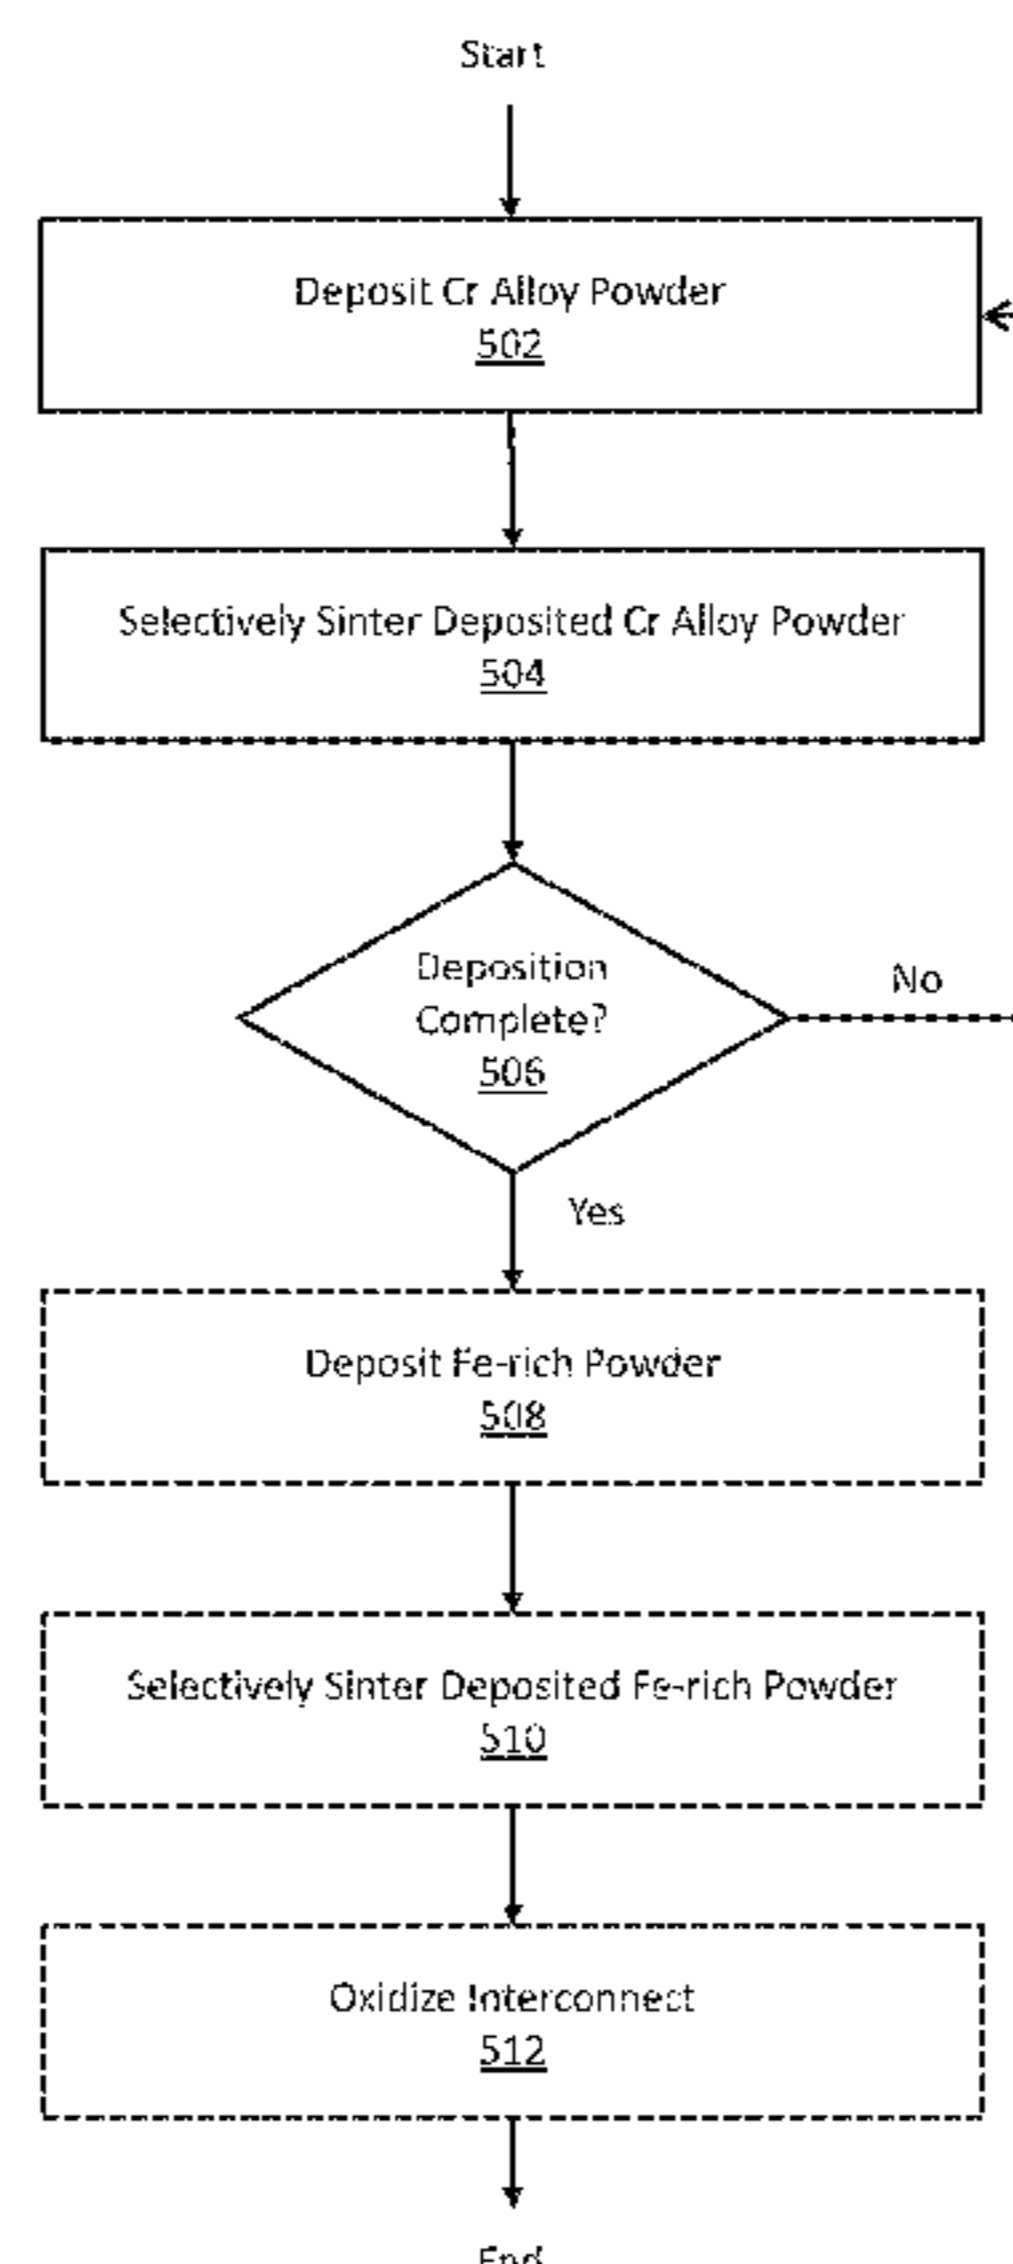 Start
Deposit Cr Alloy Powder
502
Selectively Sinter Deposited Cr Alloy Powder
504
Deposition
Complete?
506
No
Yes
Deposit Fe-rich Powder
508
Selectively Sinter Deposited Fe-rich Powder
510
Oxidize Interconnect
512
End